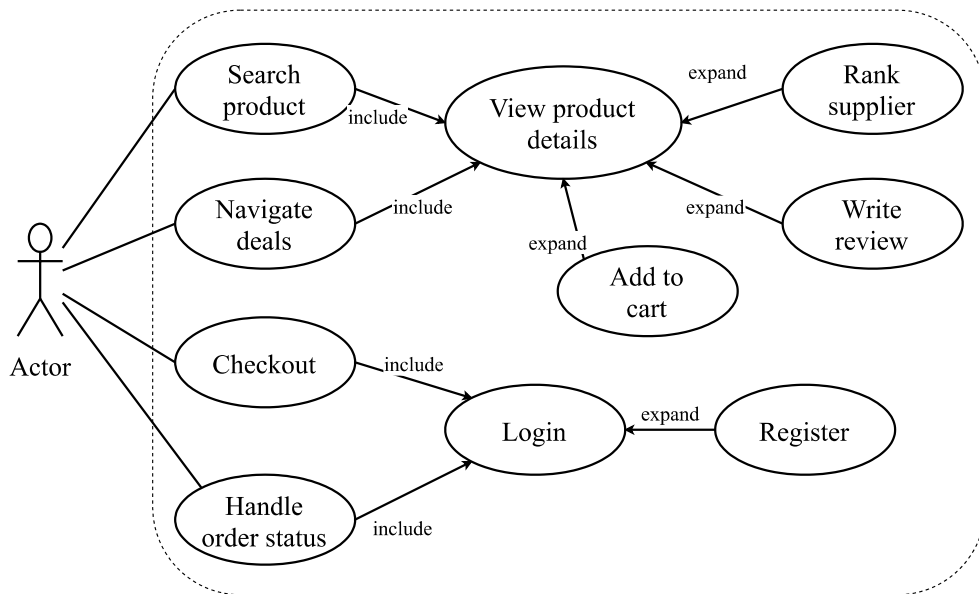 Search
product
include
View product
details
expand
Rank
supplier
Navigate
deals
include
expand
Write
review
expand
Add to
cart
Actor
Checkout
include
Login
expand
Register
Handle
order status
include